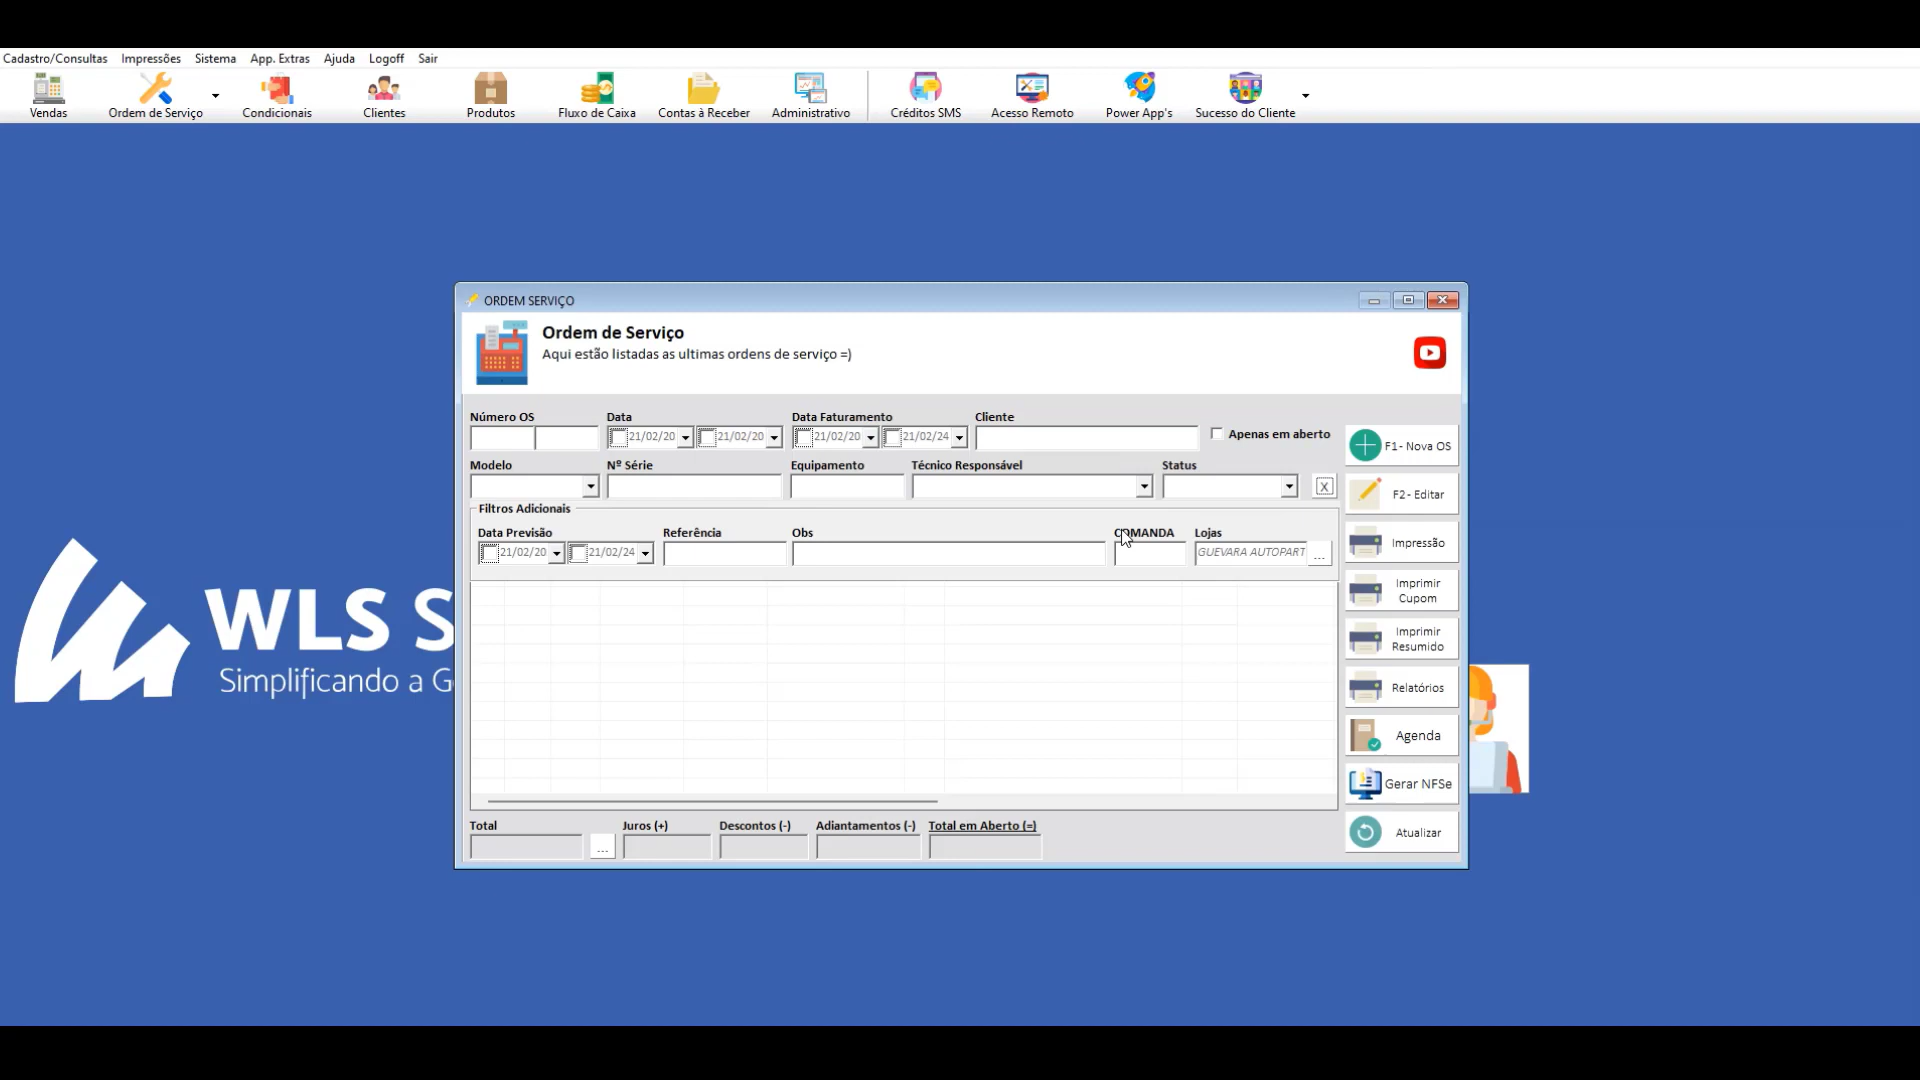 Cadastro/Consultas Impressões Sistema App. Extras Ajuda Logoff Sair
Vendas Ordem de Serviço Condicionais Clientes Produtos Fluxo de Caixa Contas à Receber Administrativo Créditos SMS Acesso Remoto Power App's Sucesso do Cliente
ORDEM SERVIÇO
Ordem de Serviço
Aqui estão listadas as ultimas ordens de serviço =)
Número OS Data Data Faturamento Cliente
21/02/20 21/02/20 21/02/20 21/02/24 Apenas em aberto
Modelo Nº Série Equipamento Técnico Responsável Status
X
Filtros Adicionais
Data Previsão Referência Obs COMANDA Lojas
21/02/20 21/02/24 GUEVARA AUTOPART ...
F1- Nova OS
F2- Editar
Impressão
Imprimir
Cupom
Imprimir
Resumido
Relatórios
Agenda
Gerar NFSe
Atualizar
Total Juros (+) Descontos (-) Adiantamentos (-) Total em Aberto (=)
...
WLS S
Simplificando a G